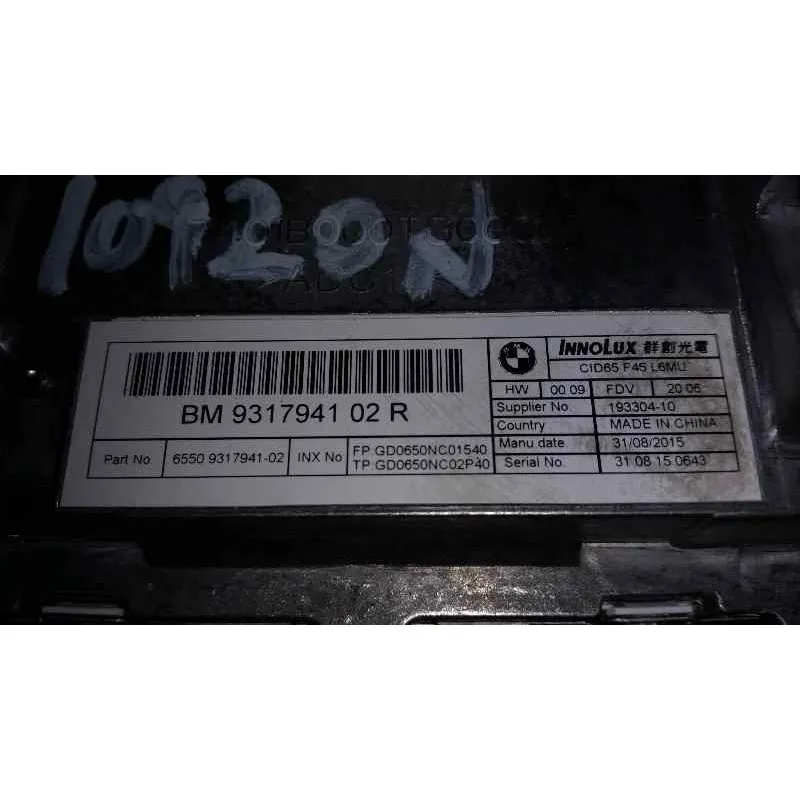 10920N
BM 9317941 02 R
Part No
6550 9317941-02
INX No
FP GD0650NC01540
TP GD0650NC02P40
BMW
INNOLUX 群創光電
CID65 F45 L6MU
HW 00 09 FDV 20 06
Supplier No. 193304-10
Country MADE IN CHINA
Manu date 31/08/2015
Serial No. 31 08 15 0643